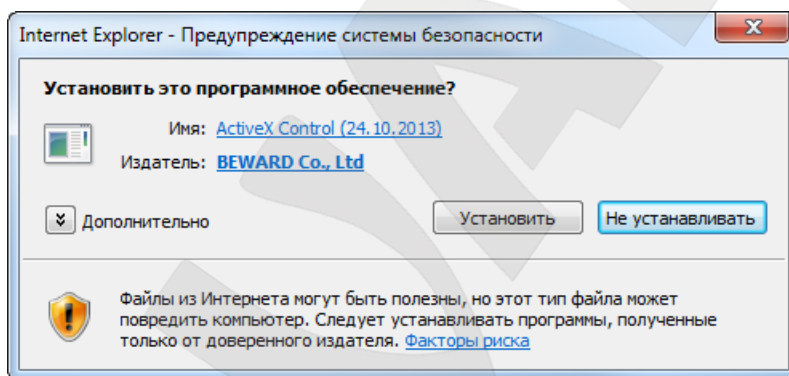 Internet Explorer - Предупреждение системы безопасности
Установить это программное обеспечение?
Имя: ActiveX Control (24.10.2013)
Издатель: BEWARD Co., Ltd
Дополнительно
Установить
Не устанавливать
Файлы из Интернета могут быть полезны, но этот тип файла может
повредить компьютер. Следует устанавливать программы, полученные
только от доверенного издателя. Факторы риска